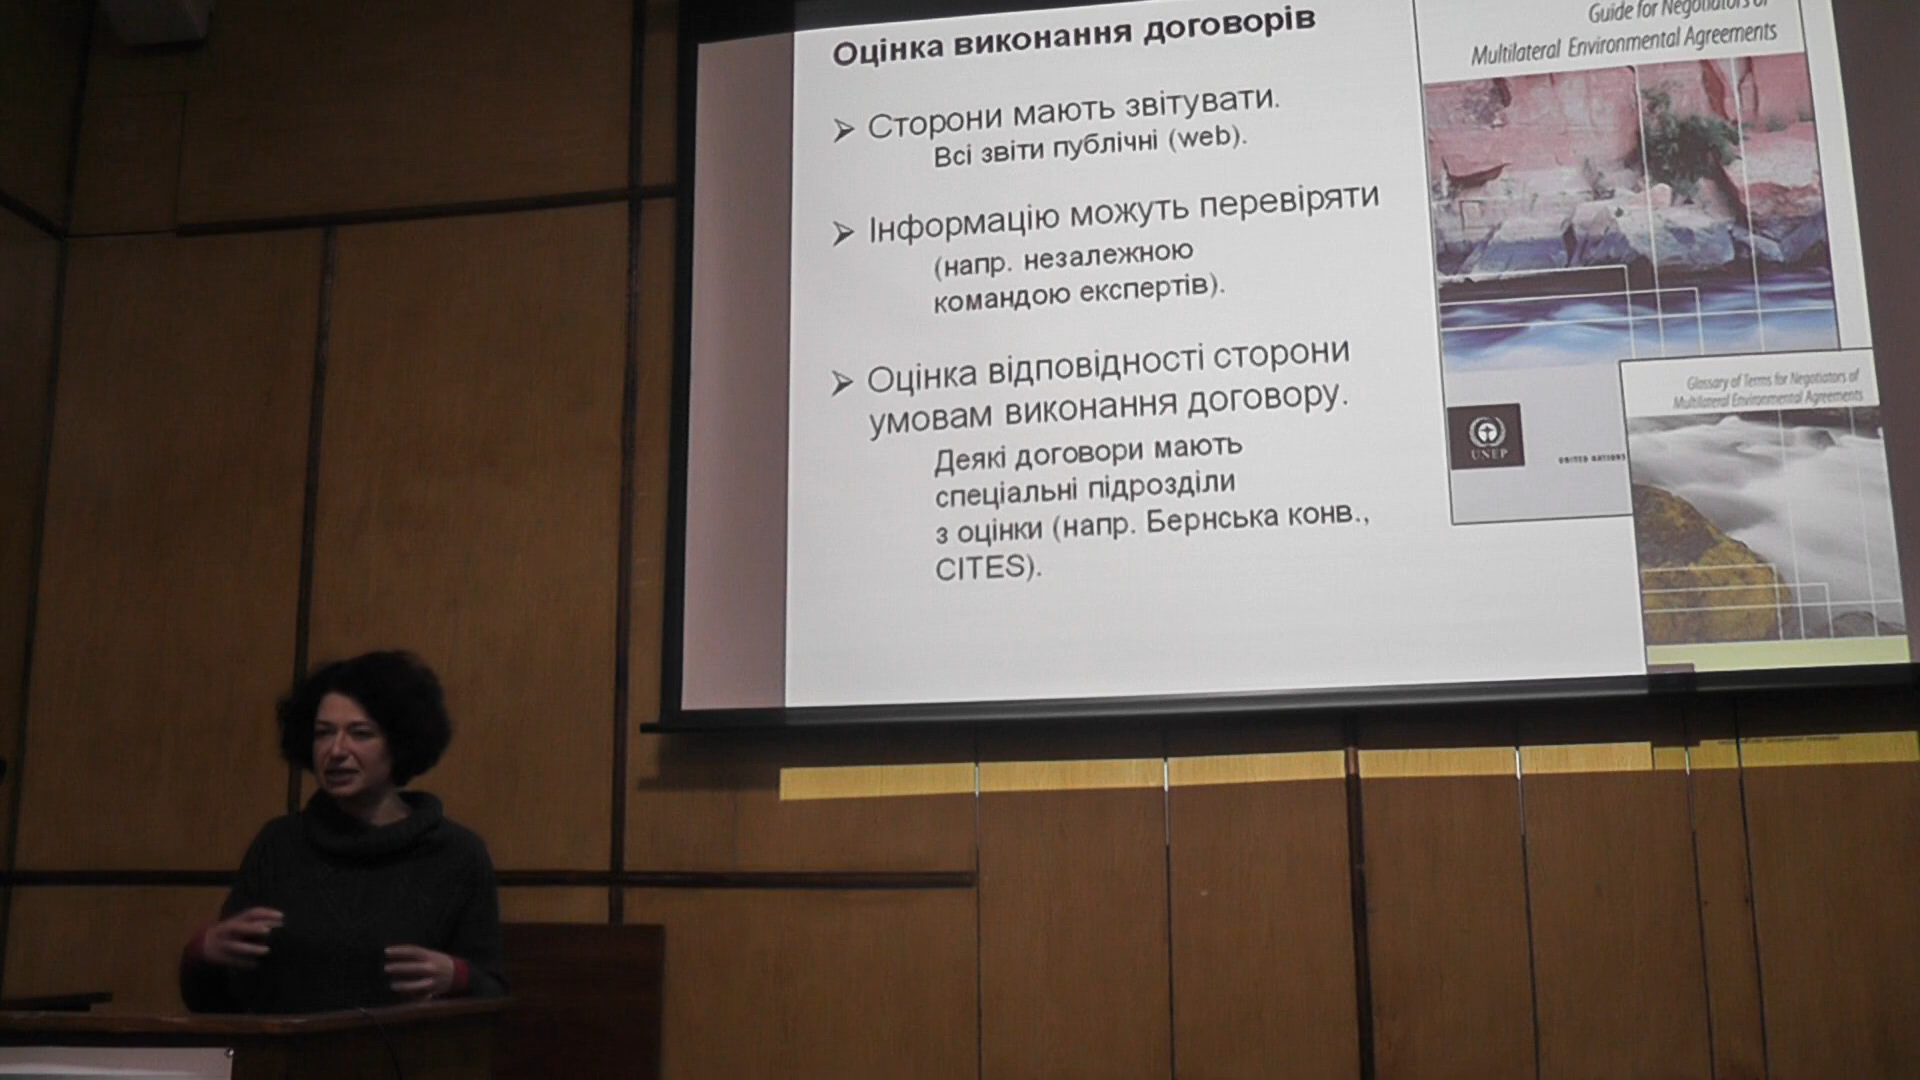 Оцінка виконання договорів
Сторони мають звітувати.
Всі звіти публічні (web).
Інформацію можуть перевіряти
(напр. незалежною
командою експертів).
Оцінка відповідності сторони
умовам виконання договору.
Деякі договори мають
спеціальні підрозділи
з оцінки (напр. Бернська конв.,
CITES).
Guide for Negotiators of
Multilateral Environmental Agreements
UNEP
UNITED NATIONS
Glossary of Terms for Negotiators of
Multilateral Environmental Agreements